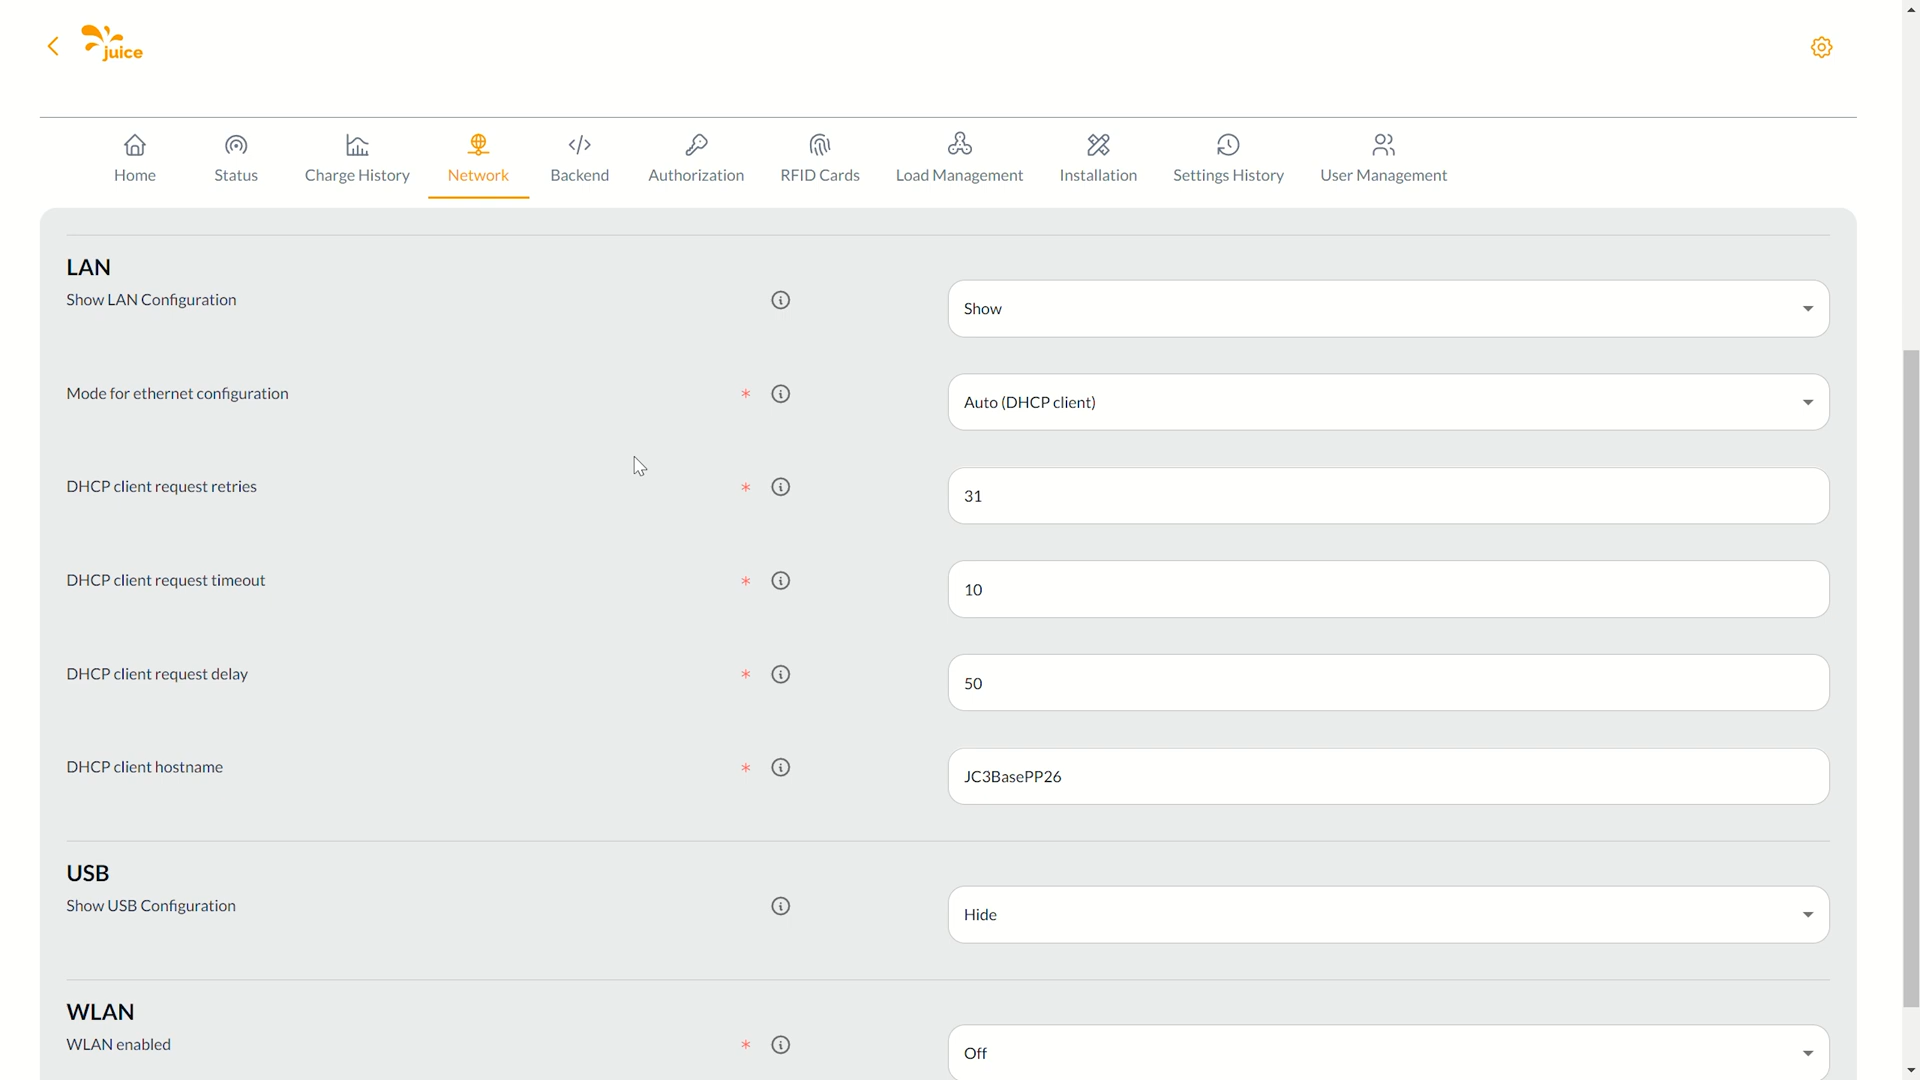 juice
Home
Status
Charge History
Network
Backend
Authorization
RFID Cards
Load Management
Installation
Settings History
User Management
LAN
Show LAN Configuration
Show
Mode for ethernet configuration *
Auto (DHCP client)
DHCP client request retries *
31
DHCP client request timeout *
10
DHCP client request delay *
50
DHCP client hostname *
JC3BasePP26
USB
Show USB Configuration
Hide
WLAN
WLAN enabled *
Off